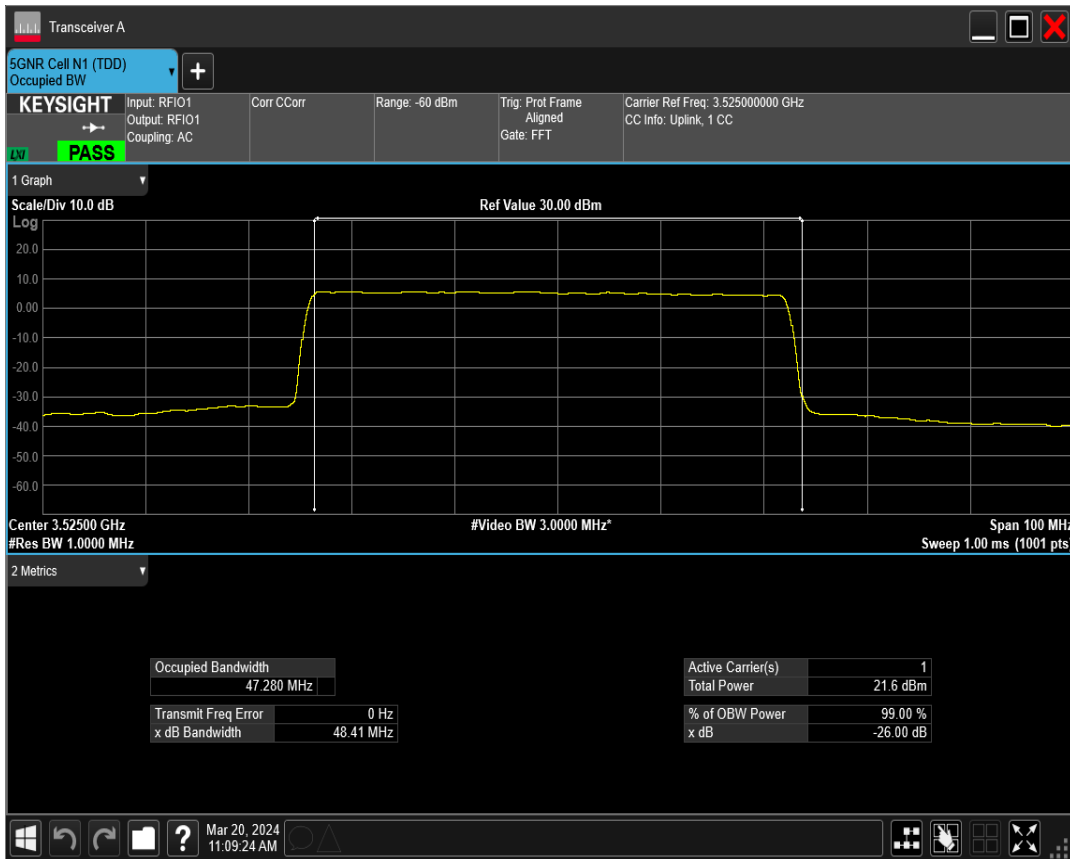 Transceiver A
5GNR Cell N1 (TDD)
Occupied BW
+
KEYSIGHT
LXI
PASS
Input: RFIO1
Output: RFIO1
Coupling: AC
Corr CCorr
Range: -60 dBm
Trig: Prot Frame
Aligned
Gate: FFT
Carrier Ref Freq: 3.525000000 GHz
CC Info: Uplink, 1 CC
1 Graph
Scale/Div 10.0 dB
Ref Value 30.00 dBm
Log
20.0
10.0
0.00
-10.0
-20.0
-30.0
-40.0
-50.0
-60.0
Center 3.52500 GHz
#Video BW 3.0000 MHz*
Span 100 MHz
#Res BW 1.0000 MHz
Sweep 1.00 ms (1001 pts)
2 Metrics
Occupied Bandwidth
47.280 MHz
Transmit Freq Error 0 Hz
x dB Bandwidth 48.41 MHz
Active Carrier(s) 1
Total Power 21.6 dBm
% of OBW Power 99.00 %
x dB -26.00 dB
?
Mar 20, 2024
11:09:24 AM